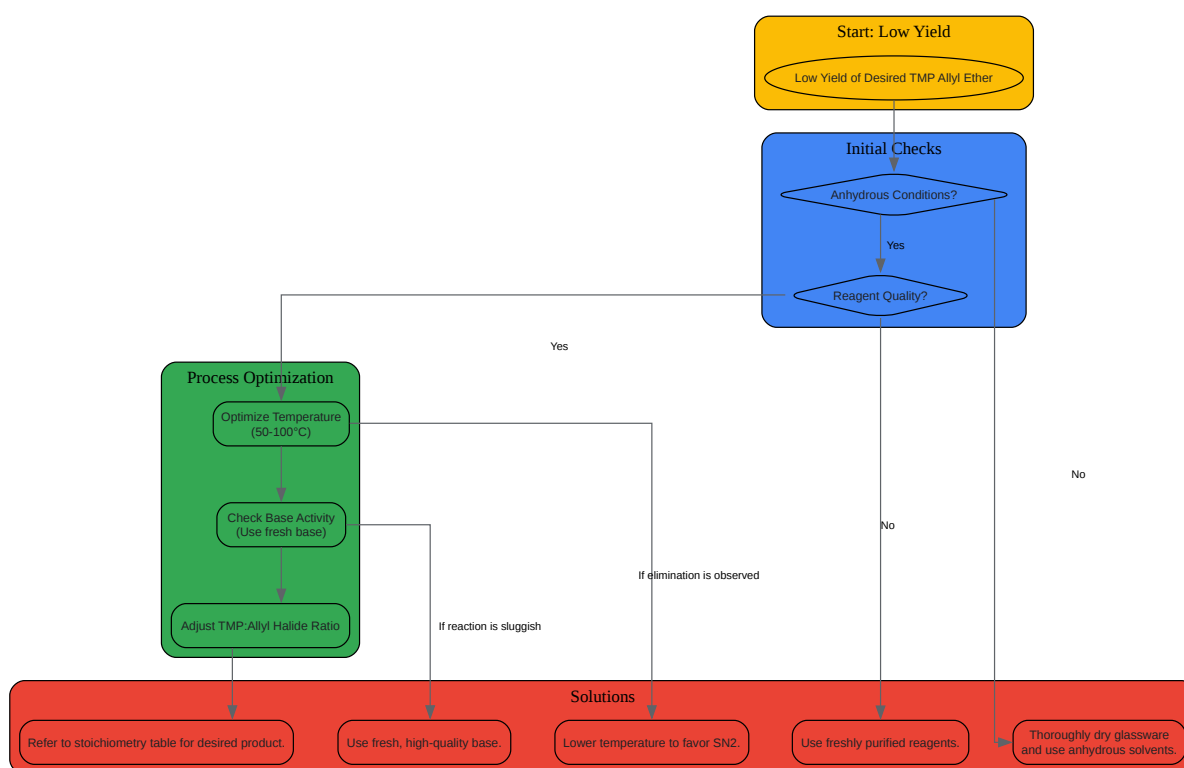 Start: Low Yield
Low Yield of Desired TMP Allyl Ether
Initial Checks
Anhydrous Conditions?
Yes
Reagent Quality?
Yes
Process Optimization
Optimize Temperature
(50-100°C)
No
Check Base Activity
(Use fresh base)
No
If elimination is observed
Adjust TMP:Allyl Halide Ratio
If reaction is sluggish
Solutions
Refer to stoichiometry table for desired product.
Use fresh, high-quality base.
Lower temperature to favor SN2.
Use freshly purified reagents.
Thoroughly dry glassware
and use anhydrous solvents.